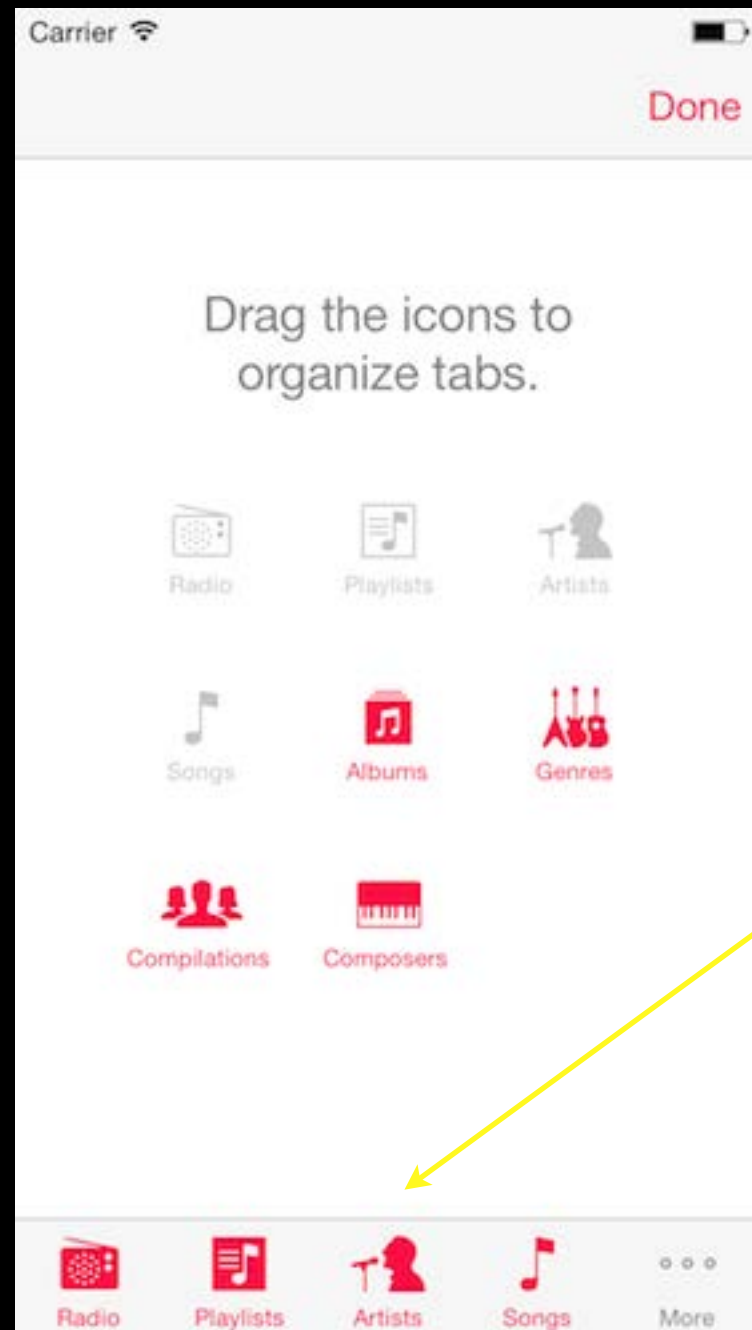 Carrier
Done
Drag the icons to
organize tabs.
Radio Playlists Artists
Songs Albums Genres
Compilations Composers
Radio Playlists Artists Songs More